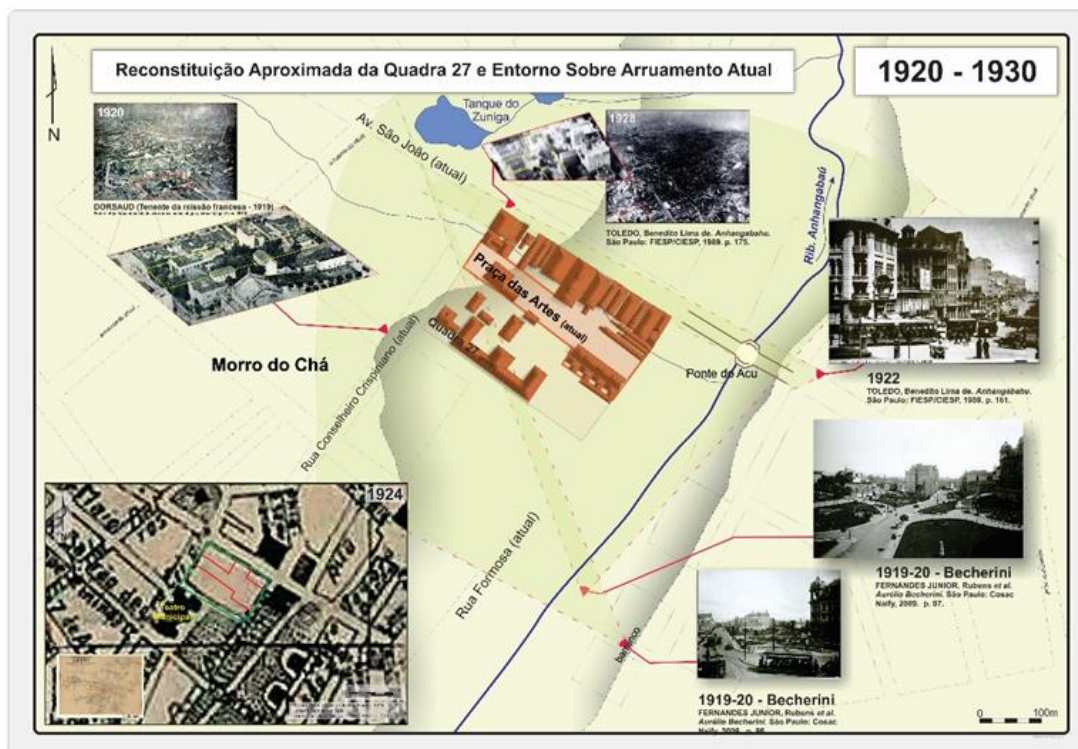 Reconstituição Aproximada da Quadra 27 e Entorno Sobre Arruamento Atual
1920 - 1930
N
1920
DORSAUD (Tenente da missão francesa - 1919)
Av. São João (atual)
Tanque do
Zuniga
1928
TOLEDO, Benedito Lima de. Anhangabahu.
São Paulo: FIESP/CIESP, 1989. p. 175.
Rib. Anhangabaú
Praça das Artes (atual)
Quadra 27
Morro do Chá
Rua Conselheiro Crispiniano (atual)
Ponte do Acu
1922
TOLEDO, Benedito Lima de. Anhangabahu.
São Paulo: FIESP/CIESP, 1989. p. 161.
Rua Formosa (atual)
1924
Teatro
Municipal
1919-20 - Becherini
FERNANDES JUNIOR, Rubens et al.
Aurélio Becherini. São Paulo: Cosac
Naify, 2009. p. 97.
barranco
1919-20 - Becherini
FERNANDES JUNIOR, Rubens et al.
Aurélio Becherini. São Paulo: Cosac
Naify, 2009. p. 96.
0 100m